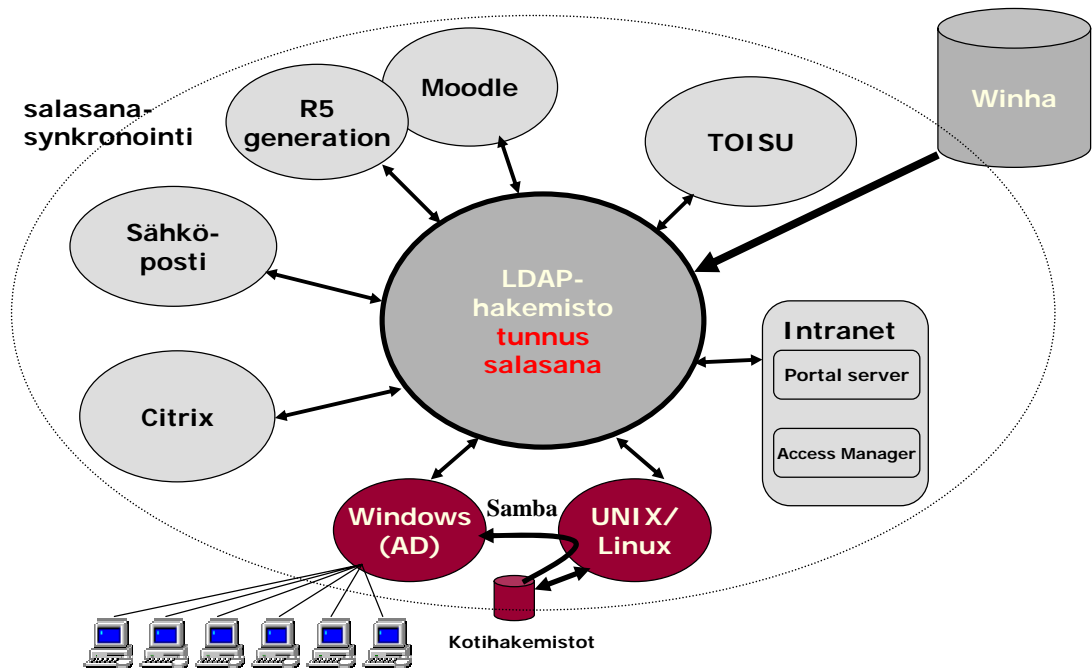 Moodle
R5
generation
salasana-
synkronointi
Winha
TOISU
Sähkö-
posti
LDAP-
hakemisto
tunnus
salasana
Intranet
Portal server
Access Manager
Citrix
Windows
(AD)
Samba
UNIX/
Linux
Kotihakemistot